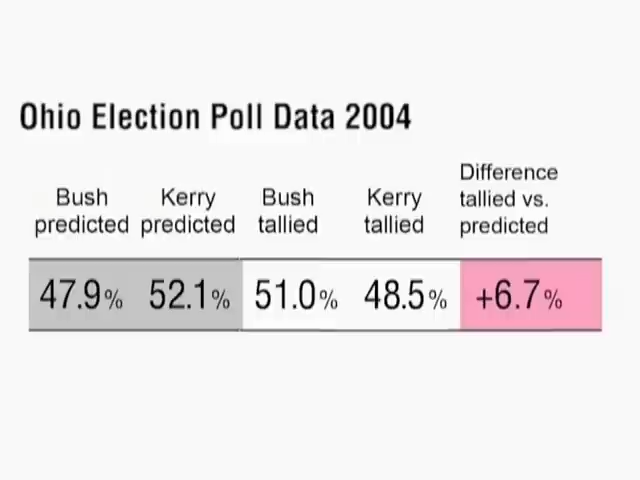 Ohio Election Poll Data 2004
Bush predicted
Kerry predicted
Bush tallied
Kerry tallied
Difference tallied vs. predicted
47.9% 52.1% 51.0% 48.5% +6.7%